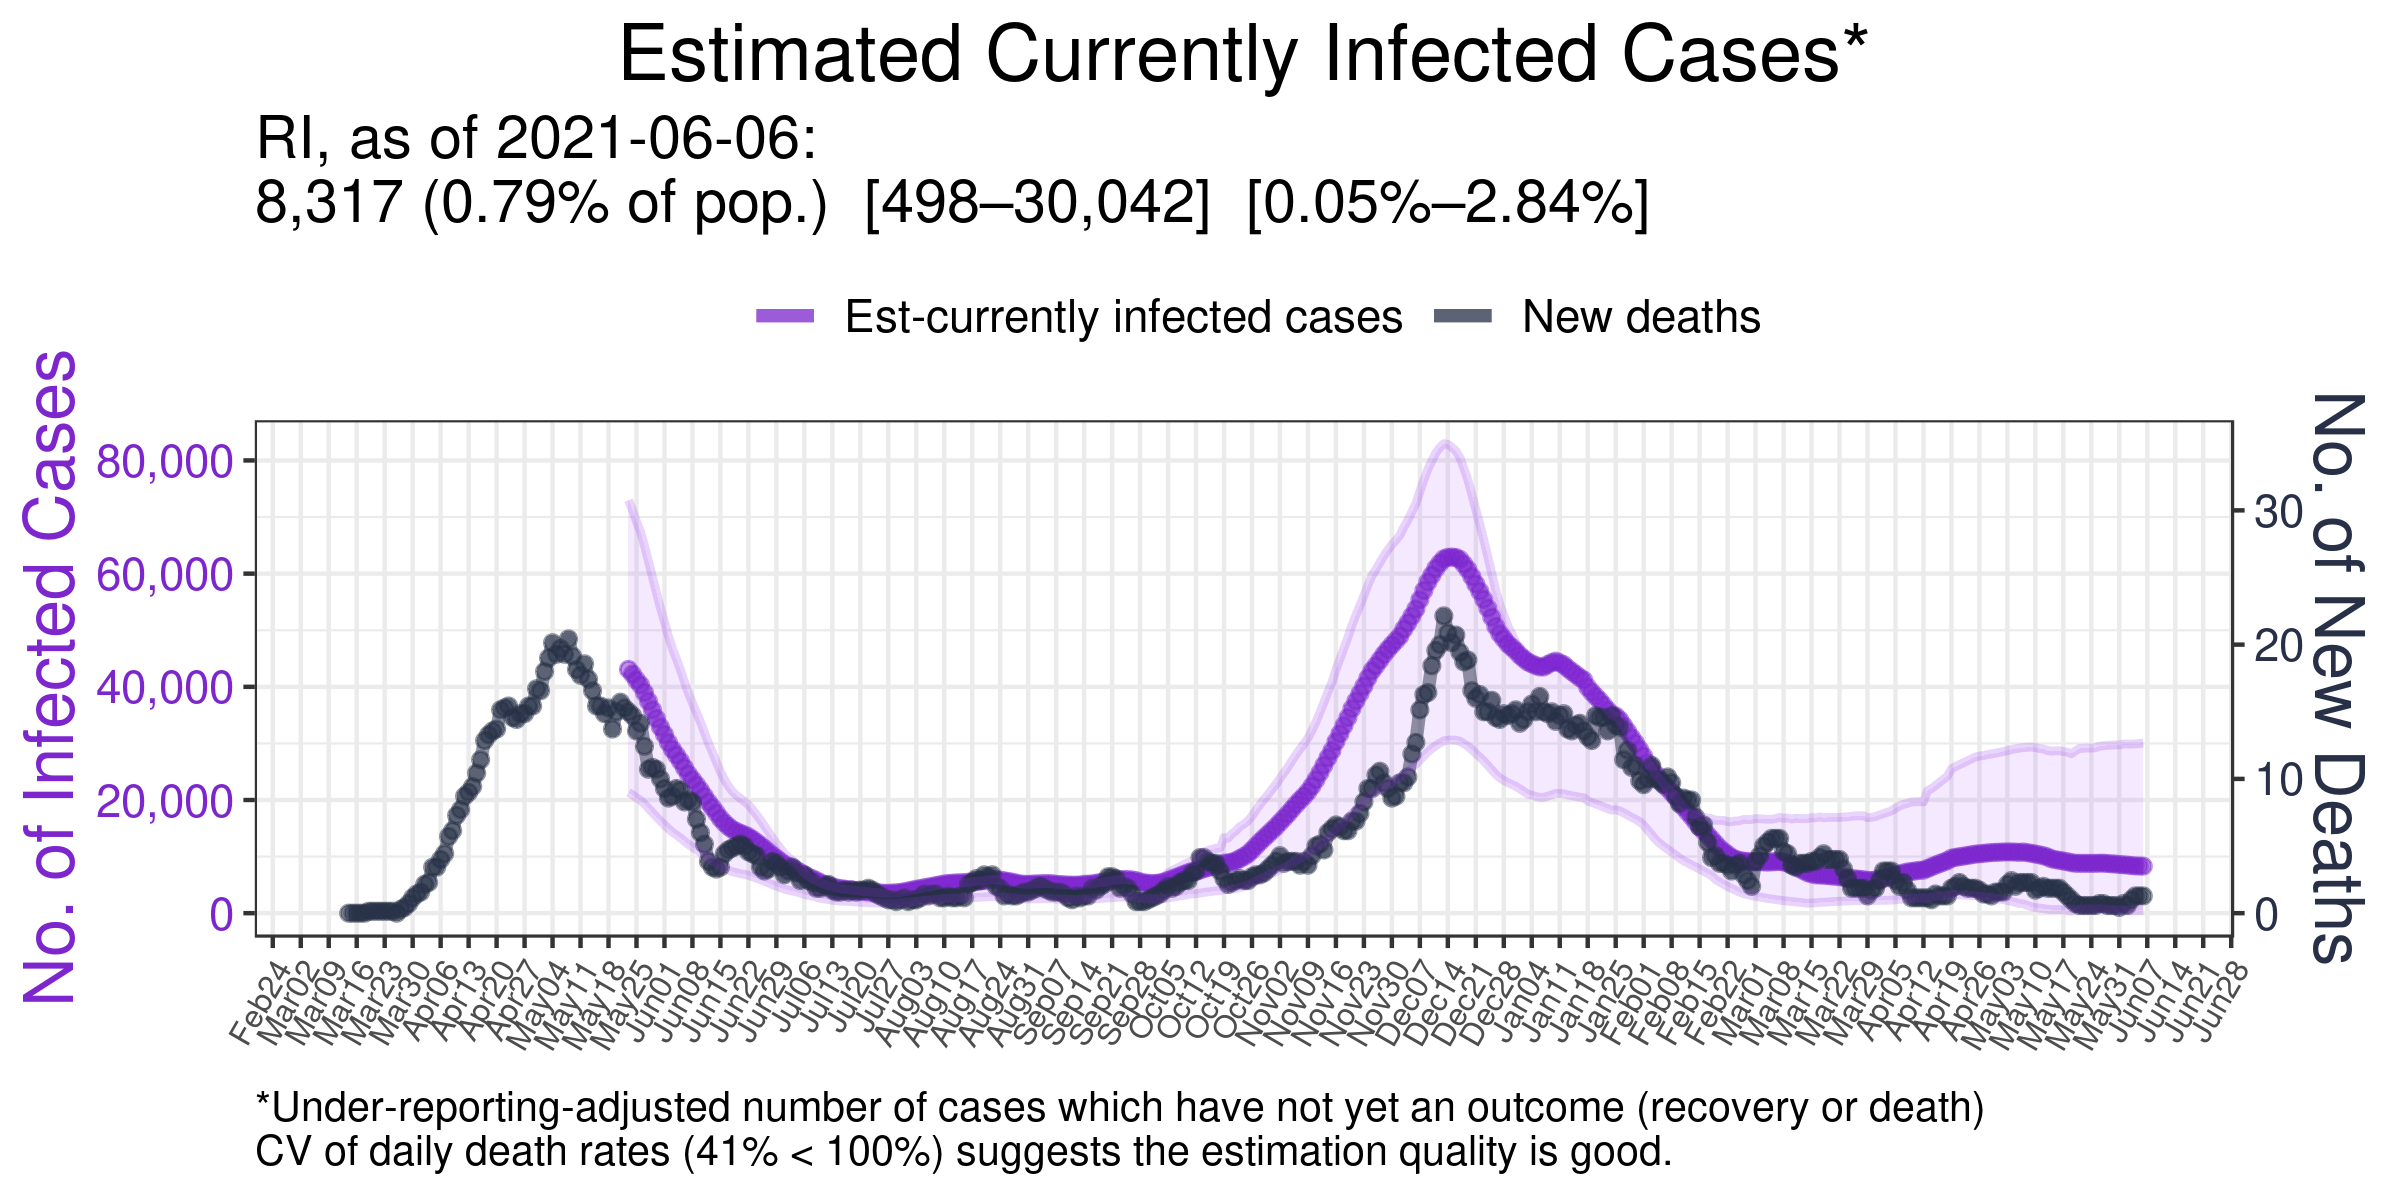 Estimated Currently Infected Cases*
RI, as of 2021-06-06:
8,317 (0.79% of pop.)  [498–30,042]  [0.05%–2.84%]
Est-currently infected cases
New deaths
No. of Infected Cases
80,000
60,000
40,000
20,000
0
30
20
10
0
No. of New Deaths
Feb24
Mar02
Mar09
Mar16
Mar23
Mar30
Apr06
Apr13
Apr20
Apr27
May04
May11
May18
May25
Jun01
Jun08
Jun15
Jun22
Jun29
Jul06
Jul13
Jul20
Jul27
Aug03
Aug10
Aug17
Aug24
Aug31
Sep07
Sep14
Sep21
Sep28
Oct05
Oct12
Oct19
Oct26
Nov02
Nov09
Nov16
Nov23
Nov30
Dec07
Dec14
Dec21
Dec28
Jan04
Jan11
Jan18
Jan25
Feb01
Feb08
Feb15
Feb22
Mar01
Mar08
Mar15
Mar22
Mar29
Apr05
Apr12
Apr19
Apr26
May03
May10
May17
May24
May31
Jun07
Jun14
Jun21
Jun28
*Under-reporting-adjusted number of cases which have not yet an outcome (recovery or death)
CV of daily death rates (41% < 100%) suggests the estimation quality is good.